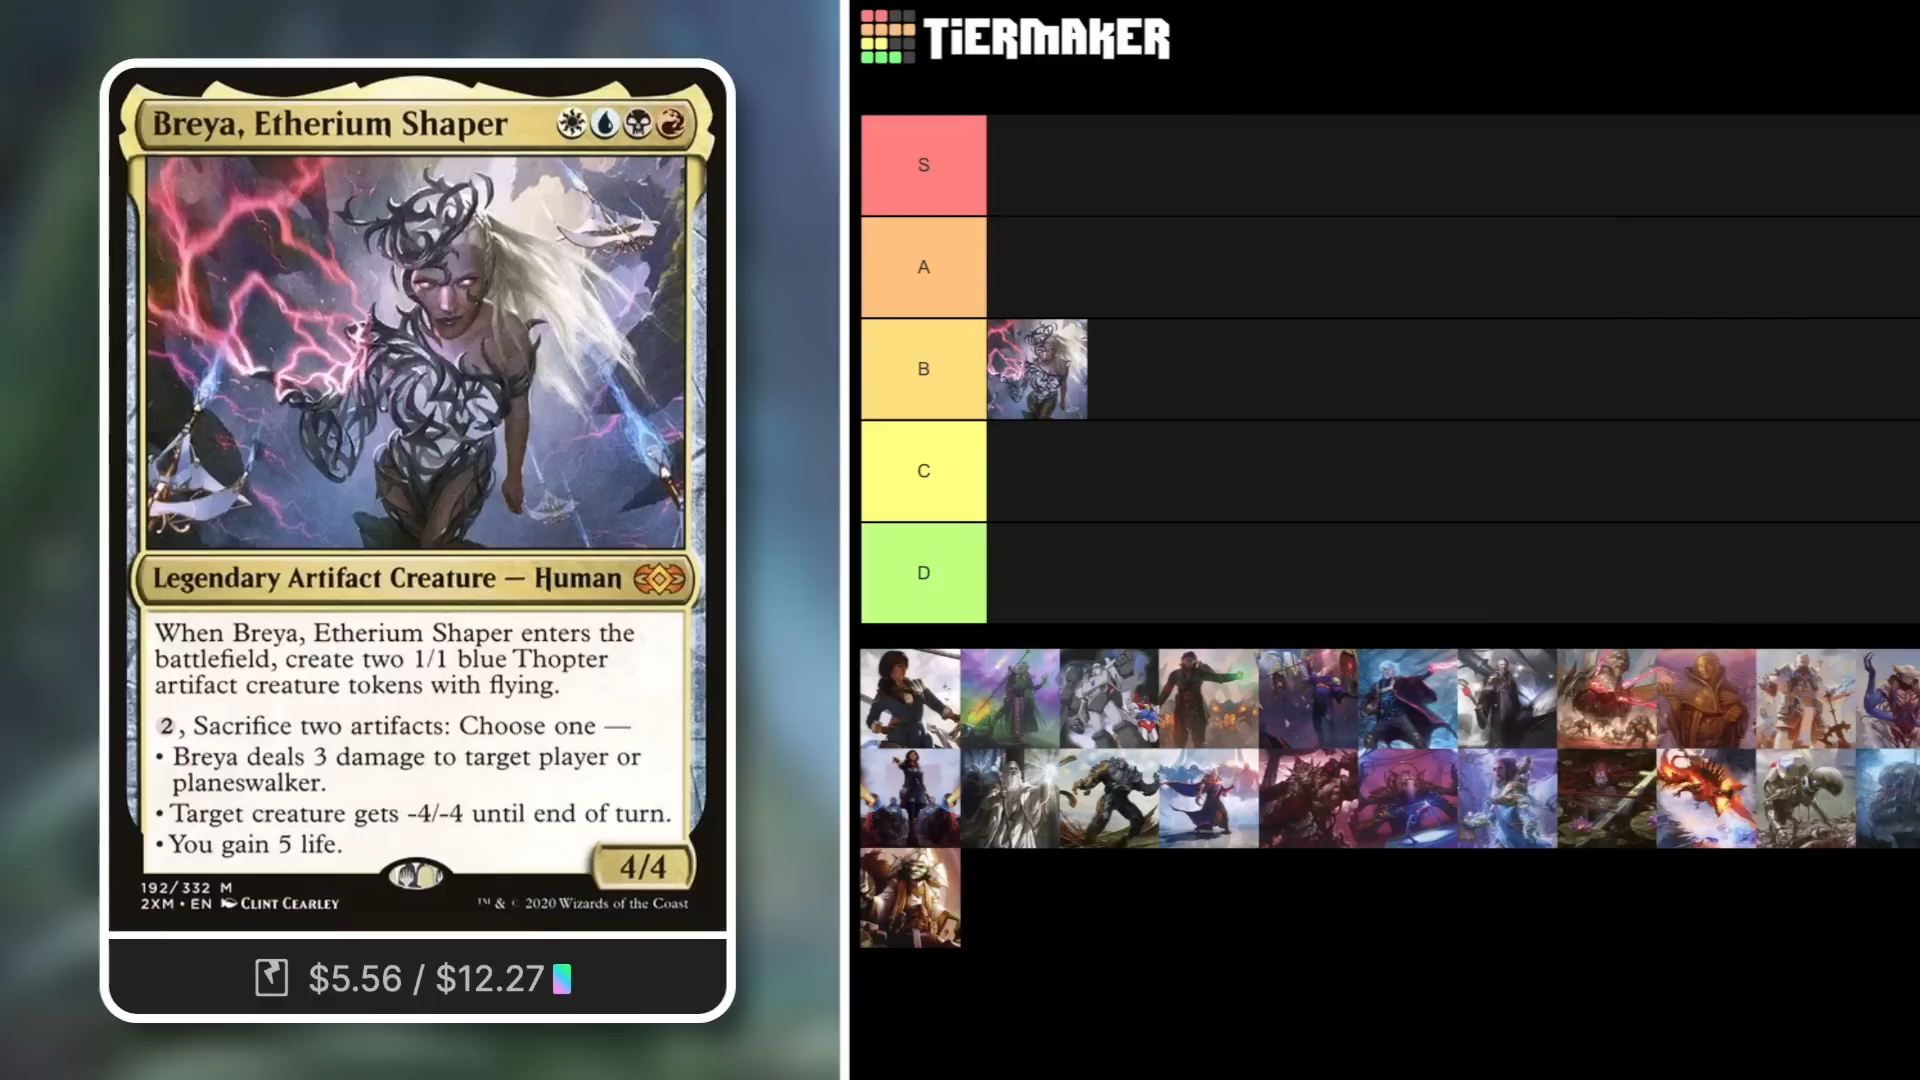 Breya, Etherium Shaper
Legendary Artifact Creature — Human
When Breya, Etherium Shaper enters the
battlefield, create two 1/1 blue Thopter
artifact creature tokens with flying.
2, Sacrifice two artifacts: Choose one —
• Breya deals 3 damage to target player or
planeswalker.
• Target creature gets -4/-4 until end of turn.
• You gain 5 life.
4/4
192/332 M
2XM • EN CLINT CEARLEY
™ & © 2020 Wizards of the Coast
$5.56 / $12.27
TiERMAKER
S
A
B
C
D